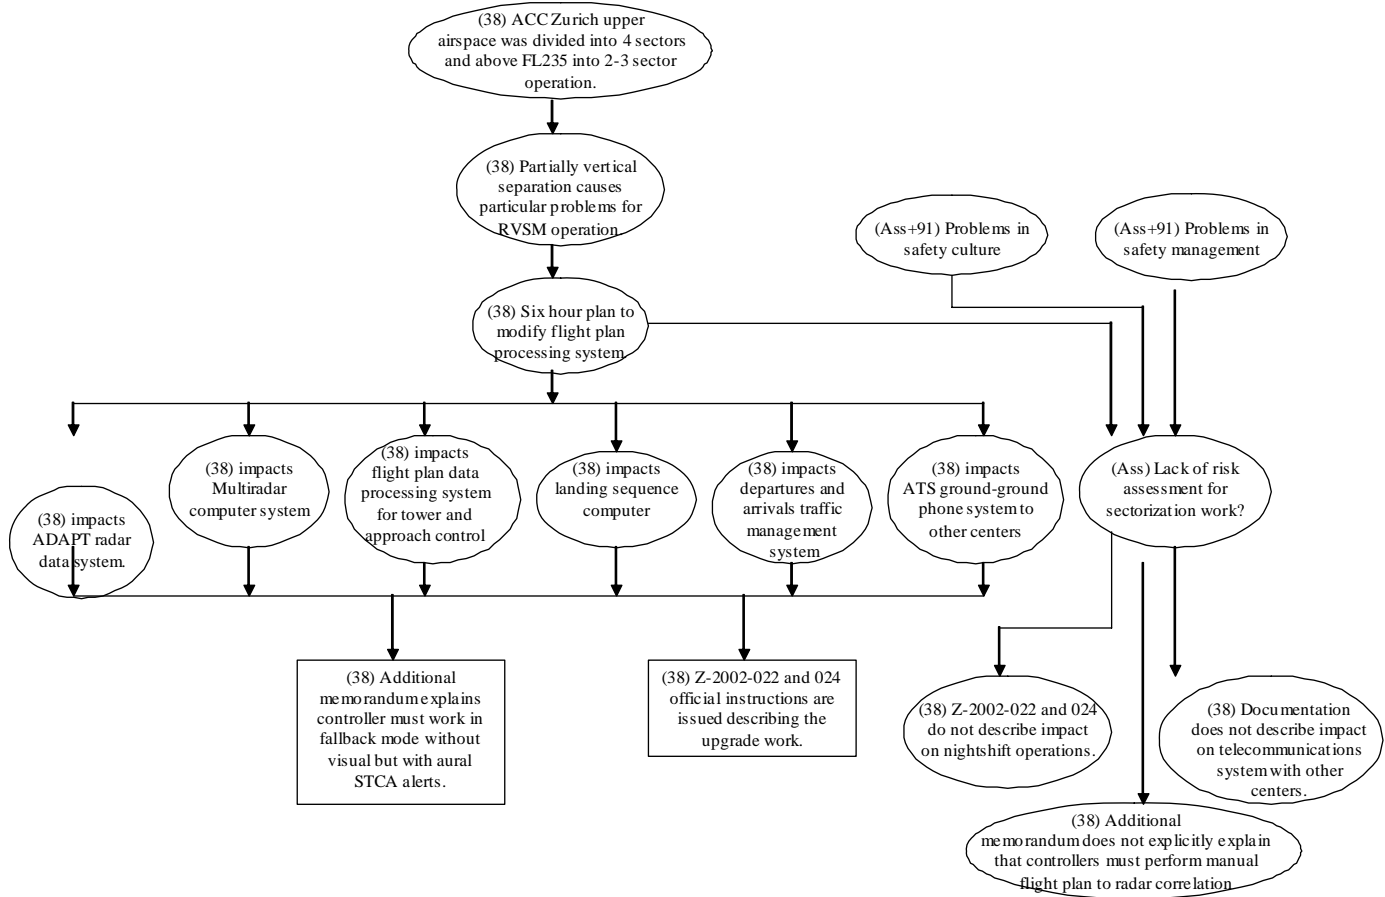 (38) ACC Zurich upper
airspace was divided into 4 sectors
and above FL235 into 2-3 sector
operation.
(38) Partially vertical
separation causes
particular problems for
RVSM operation.
(Ass+91) Problems in
safety culture
(Ass+91) Problems in
safety management
(38) Six hour plan to
modify flight plan
processing system.
(38) impacts
ADAPT radar
data system.
(38) impacts
Multiradar
computer system
(38) impacts
flight plan data
processing system
for tower and
approach control
(38) impacts
landing sequence
computer
(38) impacts
departures and
arrivals traffic
management
system
(38) impacts
ATS ground-ground
phone system to
other centers
(Ass) Lack of risk
assessment for
sectorization work?
(38) Additional
memorandum explains
controller must work in
fallback mode without
visual but with aural
STCA alerts.
(38) Z-2002-022 and 024
official instructions are
issued describing the
upgrade work.
(38) Z-2002-022 and 024
do not describe impact
on nightshift operations.
(38) Documentation
does not describe impact
on telecommunications
system with other
centers.
(38) Additional
memorandum does not explicitly explain
that controllers must perform manual
flight plan to radar correlation